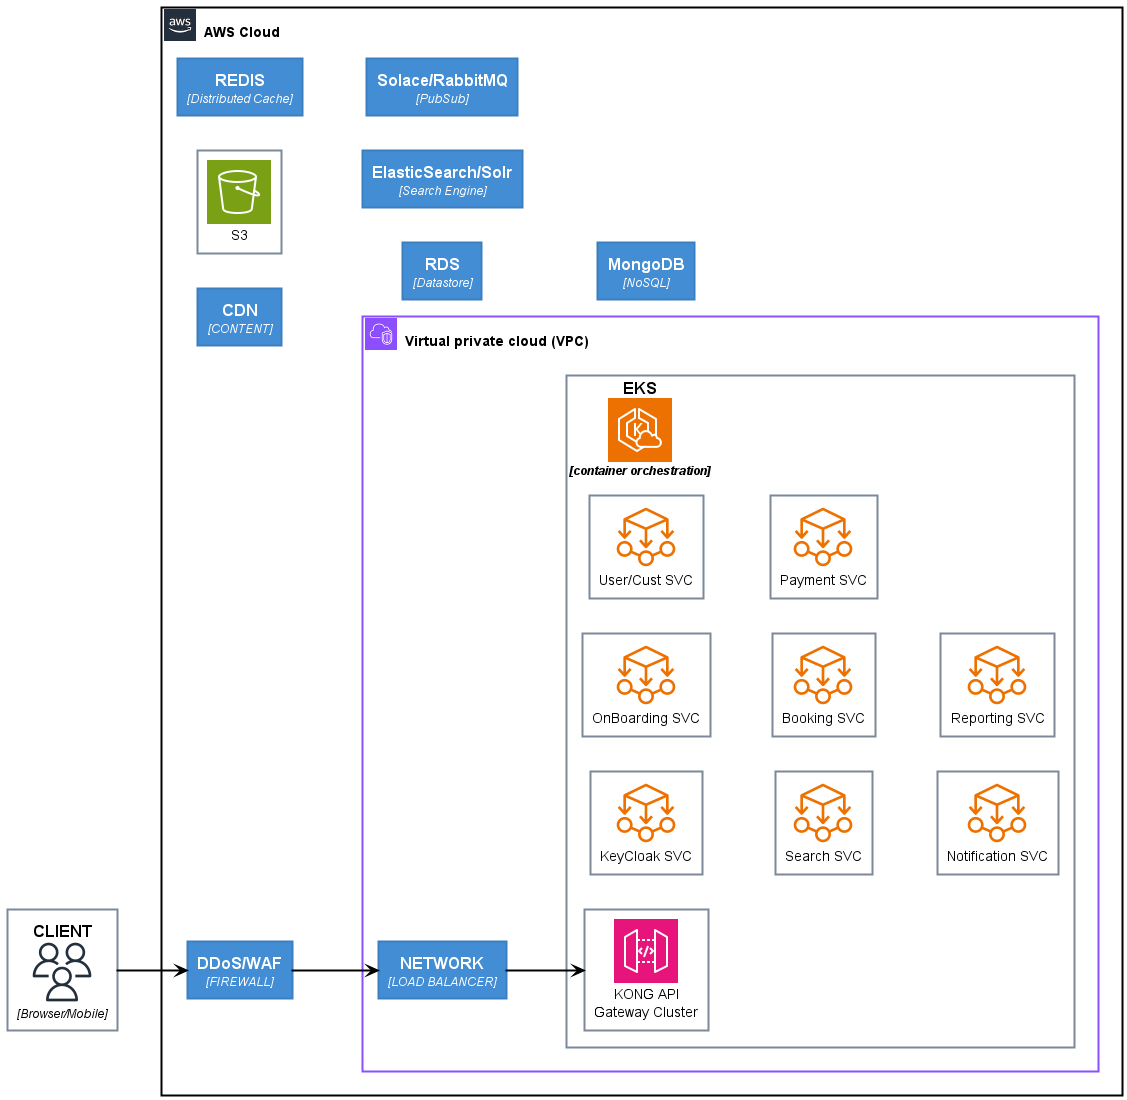 aws
AWS Cloud
REDIS
[Distributed Cache]
Solace/RabbitMQ
[PubSub]
S3
ElasticSearch/Solr
[Search Engine]
RDS
[Datastore]
MongoDB
[NoSQL]
CDN
[CONTENT]
Virtual private cloud (VPC)
EKS
K
[container orchestration]
User/Cust SVC
Payment SVC
OnBoarding SVC
Booking SVC
Reporting SVC
KeyCloak SVC
Search SVC
Notification SVC
CLIENT
[Browser/Mobile]
DDoS/WAF
[FIREWALL]
NETWORK
[LOAD BALANCER]
</>
KONG API
Gateway Cluster